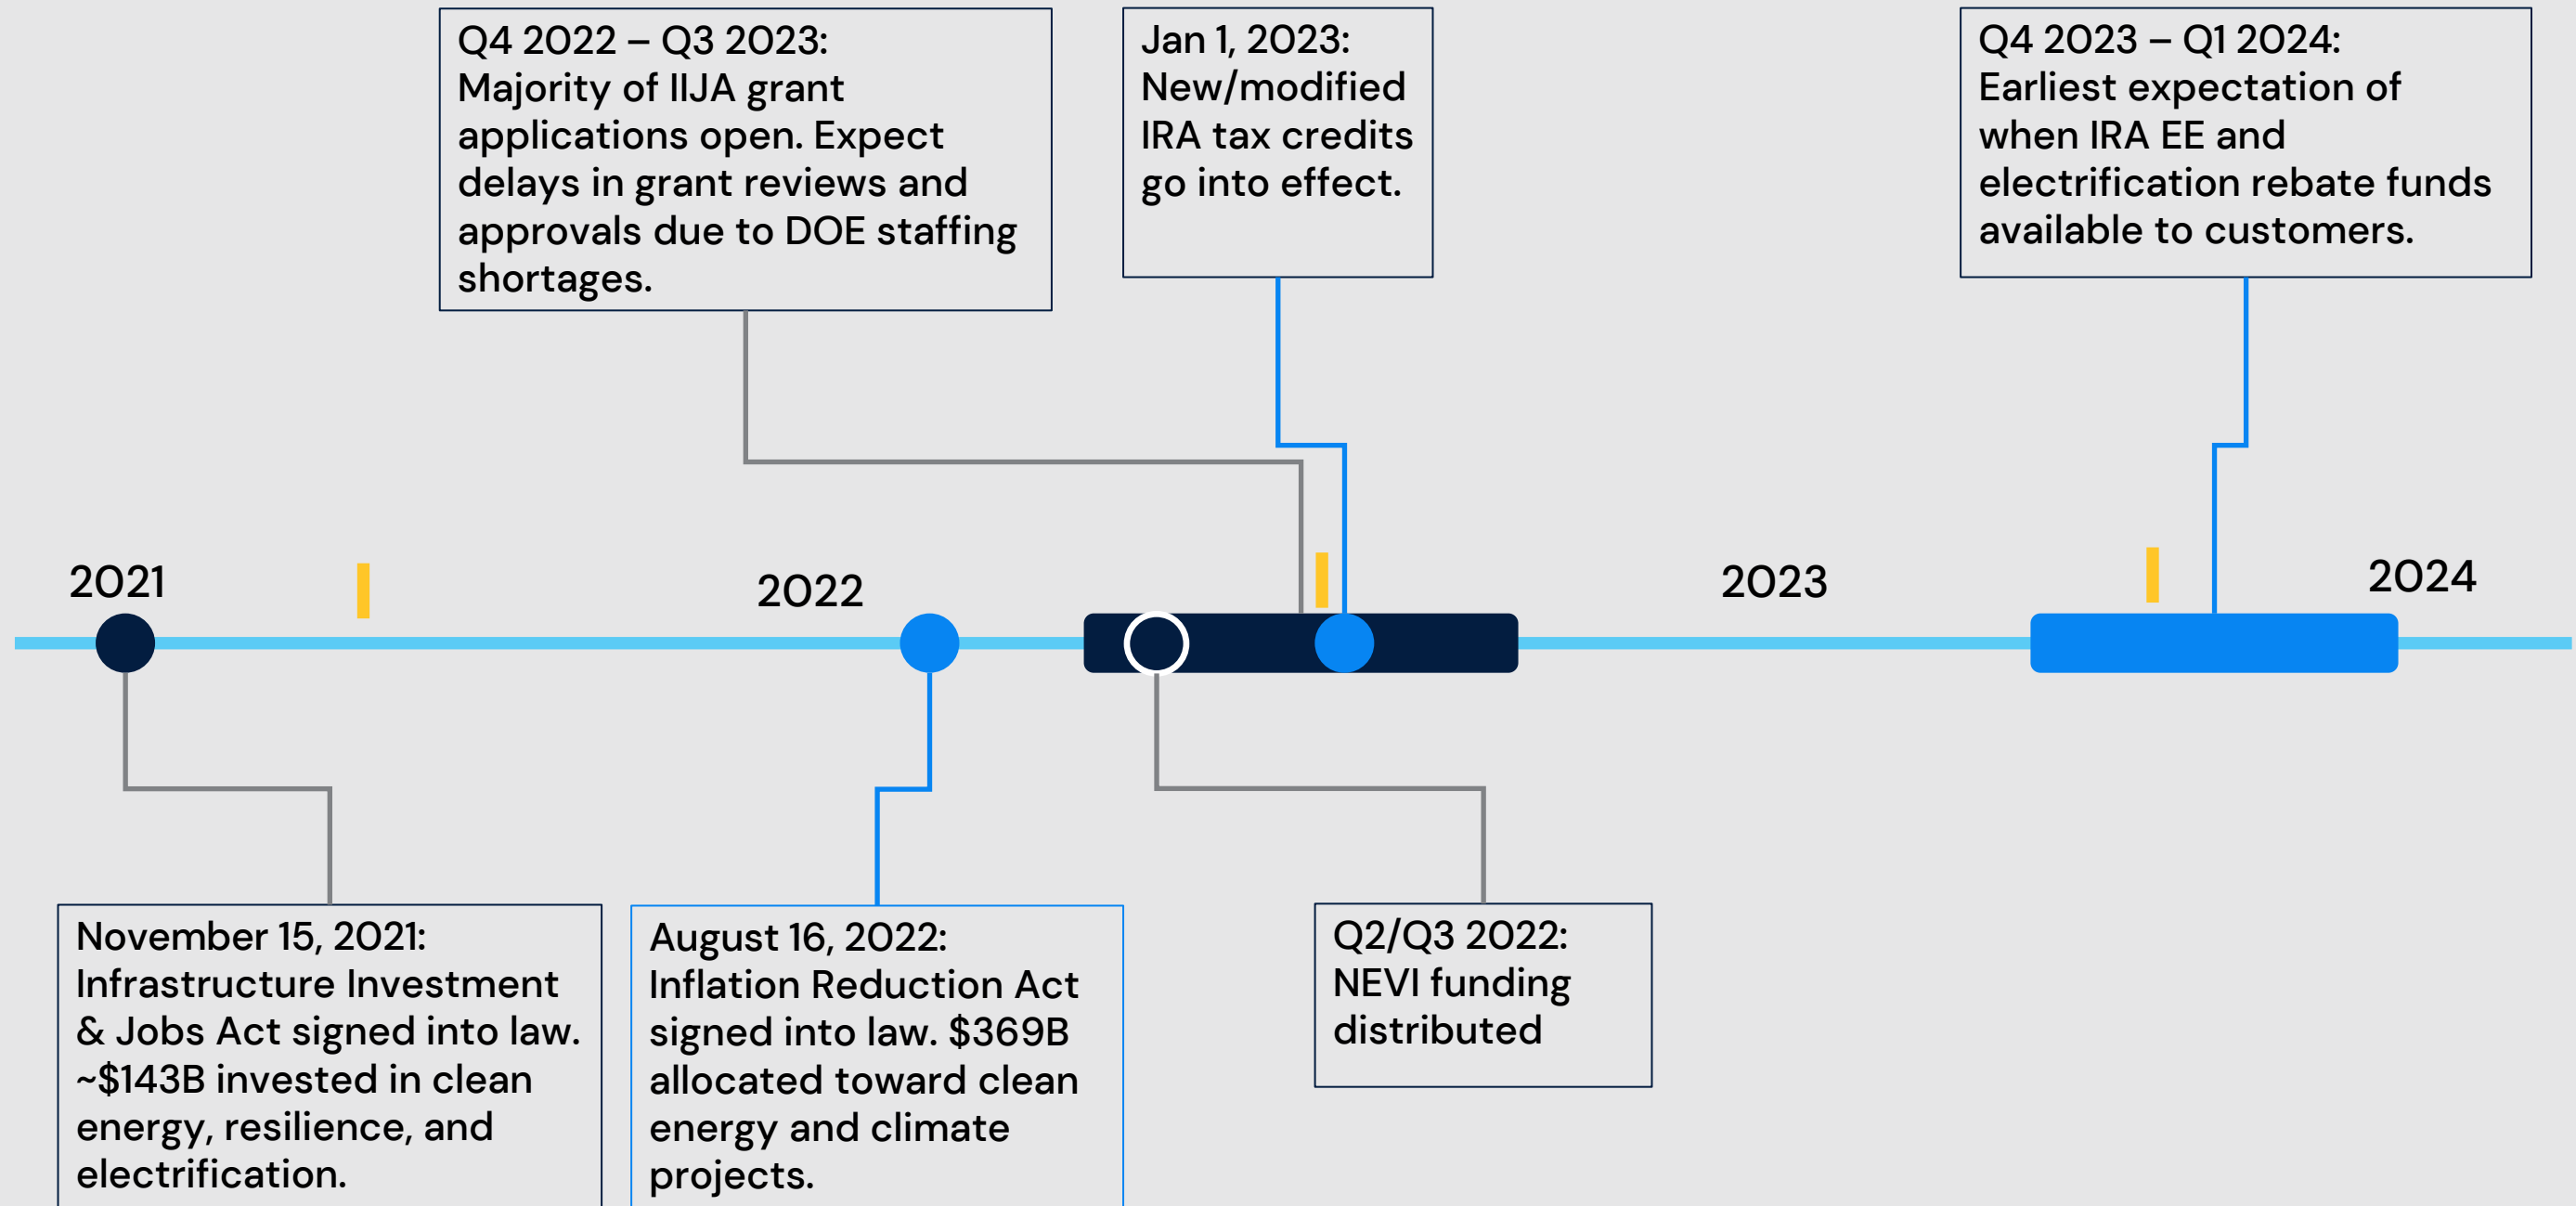 Q4 2022 – Q3 2023:
Majority of IIJA grant
applications open. Expect
delays in grant reviews and
approvals due to DOE staffing
shortages.
Jan 1, 2023:
New/modified
IRA tax credits
go into effect.
Q4 2023 – Q1 2024:
Earliest expectation of
when IRA EE and
electrification rebate funds
available to customers.
2021
2022
2023
2024
November 15, 2021:
Infrastructure Investment
& Jobs Act signed into law.
~$143B invested in clean
energy, resilience, and
electrification.
August 16, 2022:
Inflation Reduction Act
signed into law. $369B
allocated toward clean
energy and climate
projects.
Q2/Q3 2022:
NEVI funding
distributed